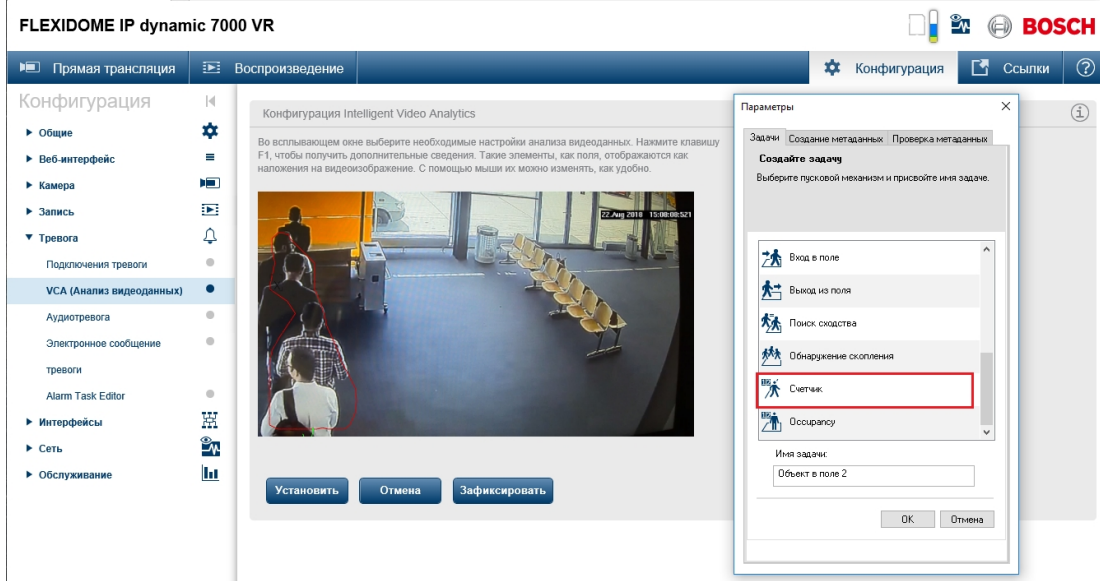 FLEXIDOME IP dynamic 7000 VR
BOSCH
Прямая трансляция
Воспроизведение
Конфигурация
Ссылки
Конфигурация
Общие
Веб-интерфейс
Камера
Запись
Тревога
Подключения тревоги
VCA (Анализ видеоданных)
Аудиотревога
Электронное сообщение
тревоги
Alarm Task Editor
Интерфейсы
Сеть
Обслуживание
Конфигурация Intelligent Video Analytics
Во всплывающем окне выберите необходимые настройки анализа видеоданных. Нажмите клавишу
F1, чтобы получить дополнительные сведения. Такие элементы, как поля, отображаются как
наложения на видеоизображение. С помощью мыши их можно изменять, как удобно.
22.Aug 2018 15:08:08:521
Установить
Отмена
Зафиксировать
Параметры
Задачи
Создание метаданных
Проверка метаданных
Создайте задачу
Выберите пусковой механизм и присвойте имя задаче.
Вход в поле
Выход из поля
Поиск сходства
Обнаружение скопления
Счетчик
Occupancy
Имя задачи:
Объект в поле 2
OK
Отмена